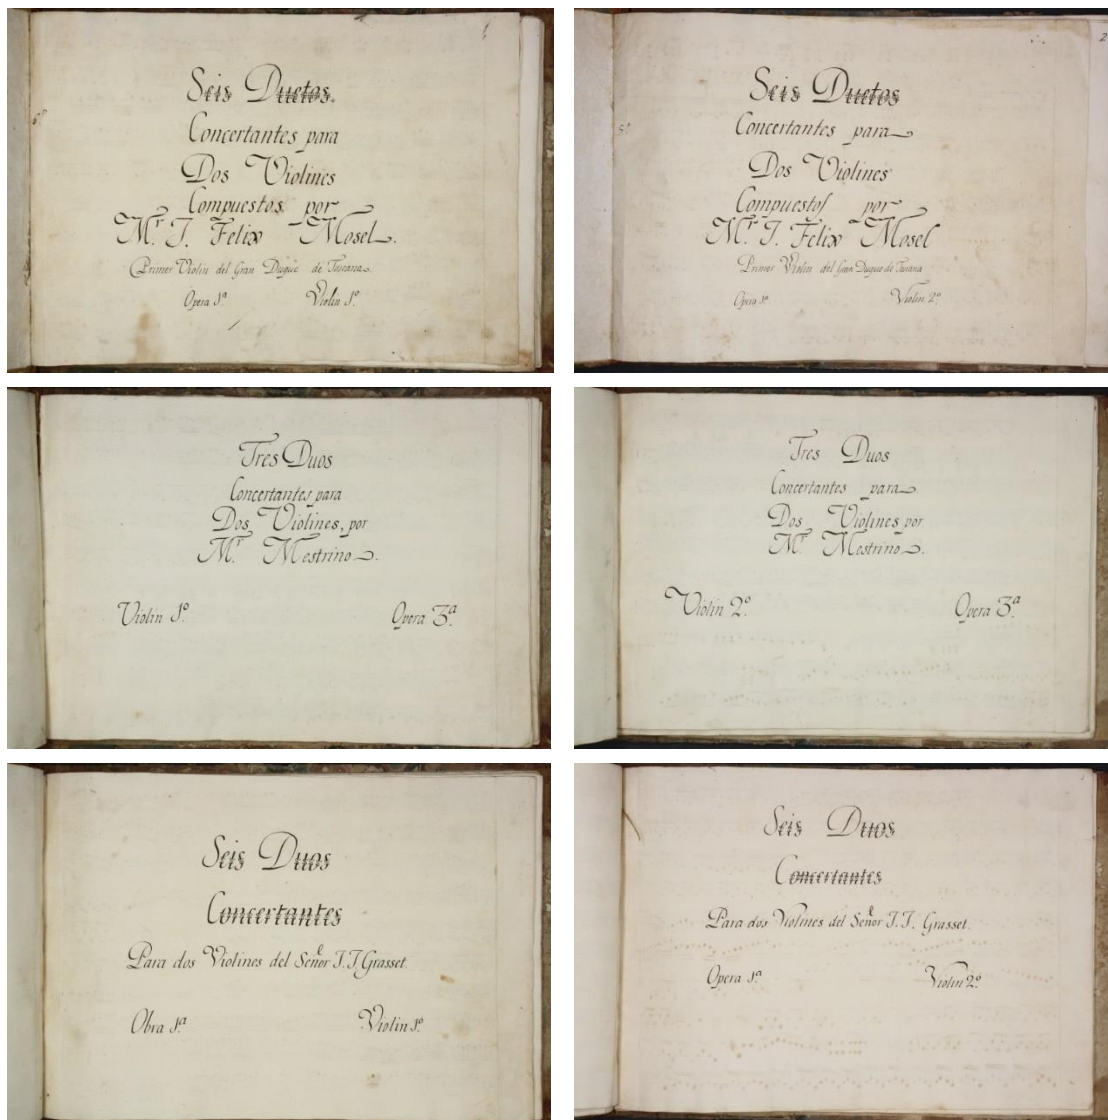 Seis Duetos.
6º
Concertantes para
Dos Violines
Compuestos por
Mr. J. Felix Mosel.
Primer Violin del Gran Duque de Toscana.
Opera 1ª Violin 1º.
2
Seis Duetos
5º
Concertantes para
Dos Violines
Compuestos por
Mr. J. Felix Mosel
Primer Violin del Gran Duque de Toscana
Opera 1ª Violin 2º.
Tres Duos
Concertantes para
Dos Violines, por
Mr. Mestrino.
Violin 1º Opera 3ª.
Tres Duos
Concertantes para
Dos Violines por
Mr. Mestrino.
Violin 2º. Opera 3ª.
Seis Duos
Concertantes
Para dos Violines del Señor J. J. Grasset.
Obra 1ª. Violin 1º
Seis Duos
Concertantes
Para dos Violines del Señor J. J. Grasset.
Opera 1ª. Violin 2º.